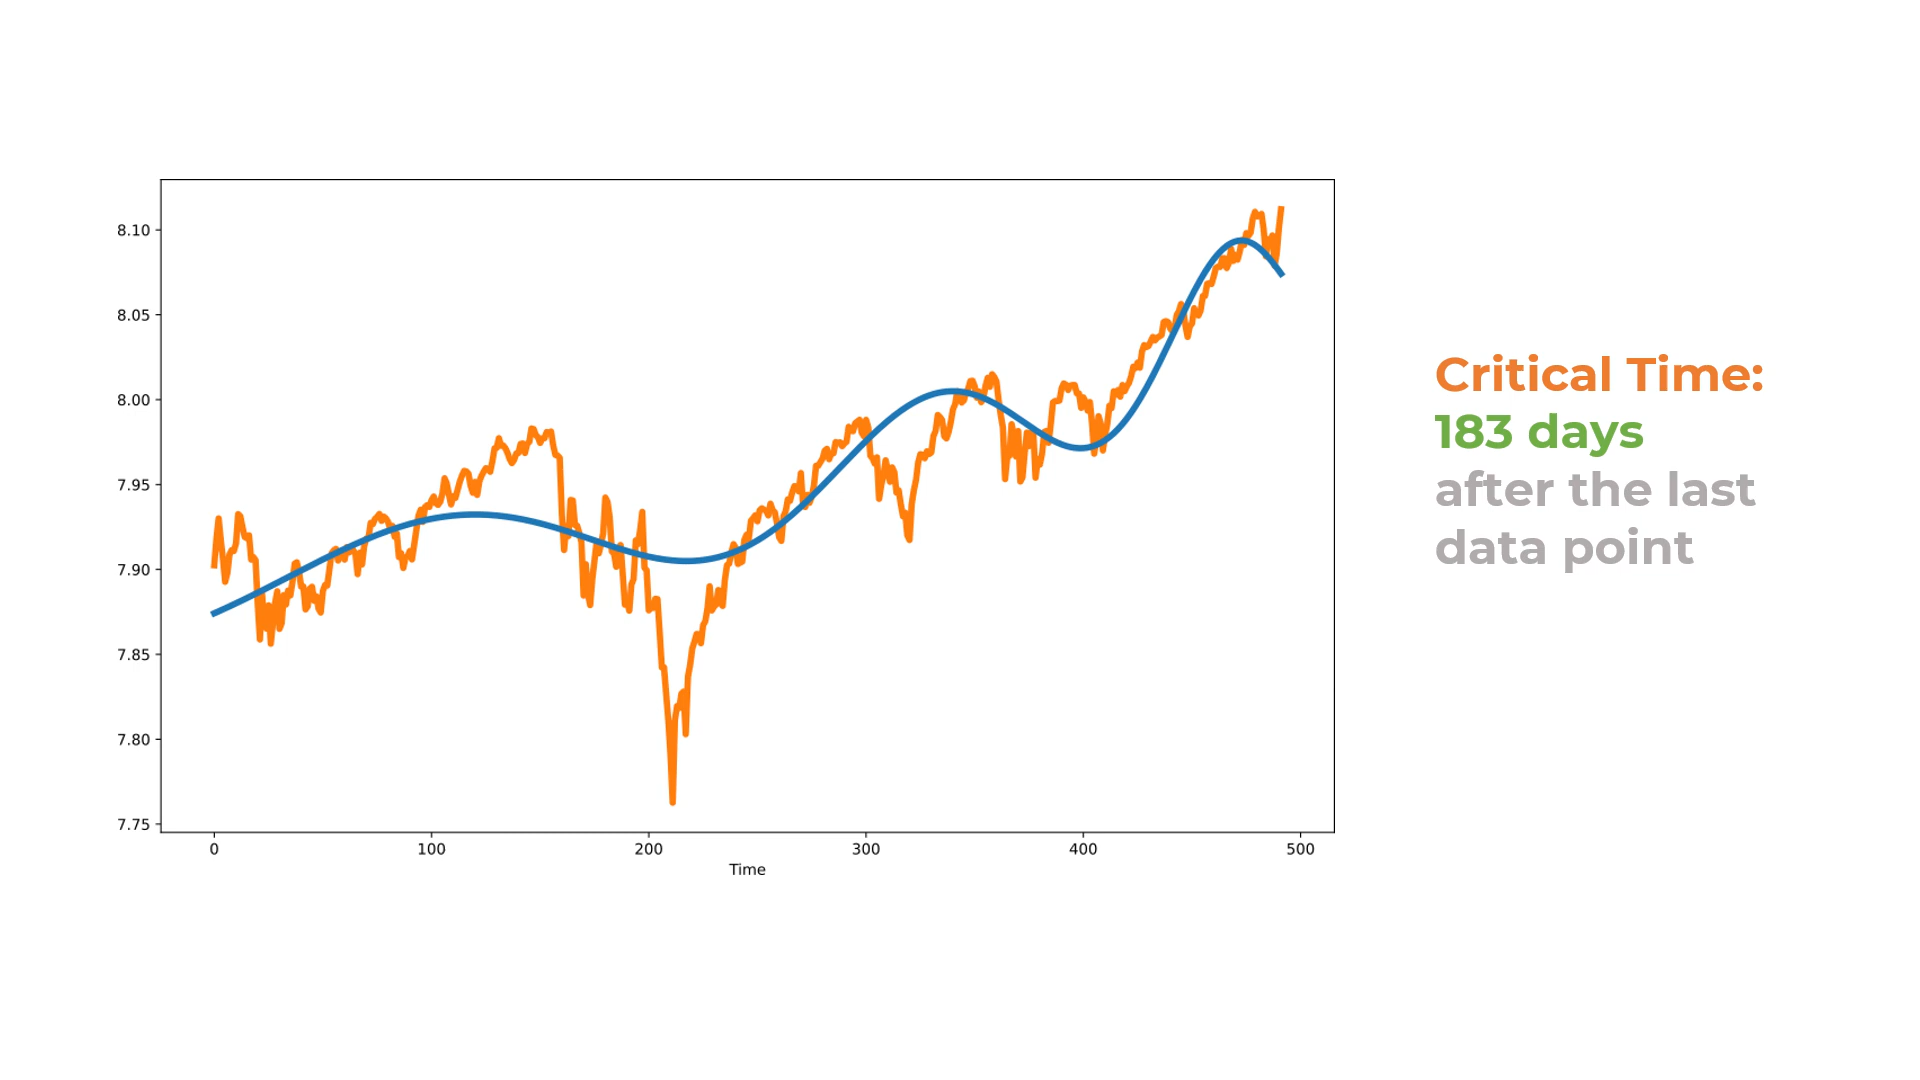 8.10
8.05
8.00
7.95
7.90
7.85
7.80
7.75
0 100 200 300 400 500
Time
Critical Time:
183 days
after the last
data point